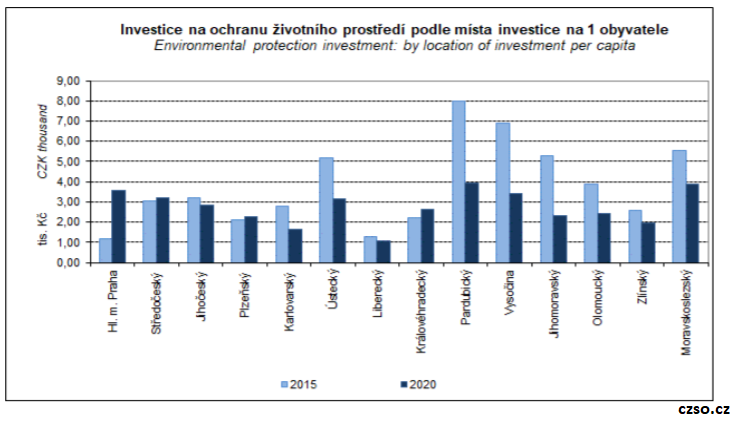 Investice na ochranu životního prostředí podle místa investice na 1 obyvatele
Environmental protection investment: by location of investment per capita
tis. Kč CZK thousand
9,00
8,00
7,00
6,00
5,00
4,00
3,00
2,00
1,00
0,00
Hl. m. Praha
Středočeský
Jihočeský
Plzeňský
Karlovarský
Ústecký
Liberecký
Královéhradecký
Pardubický
Vysočina
Jihomoravský
Olomoucký
Zlínský
Moravskoslezský
2015 2020
czso.cz